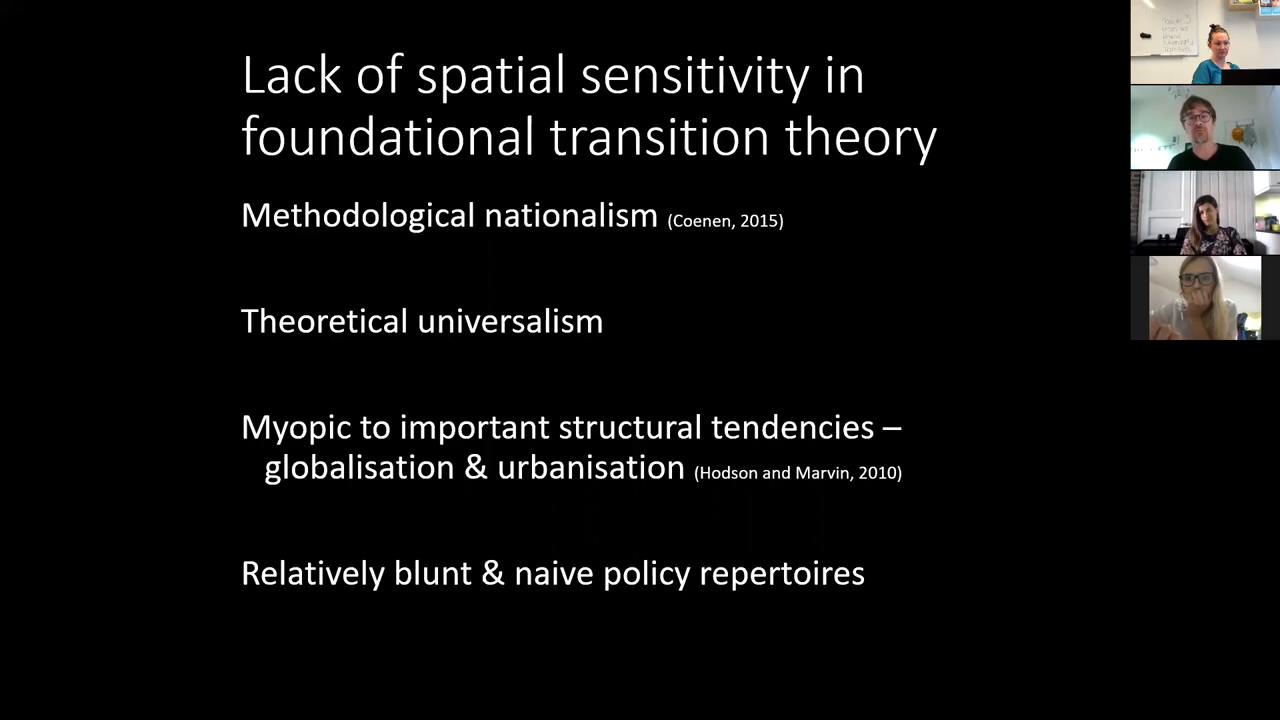 Lack of spatial sensitivity in
foundational transition theory
Methodological nationalism (Coenen, 2015)
Theoretical universalism
Myopic to important structural tendencies –
globalisation & urbanisation (Hodson and Marvin, 2010)
Relatively blunt & naive policy repertoires